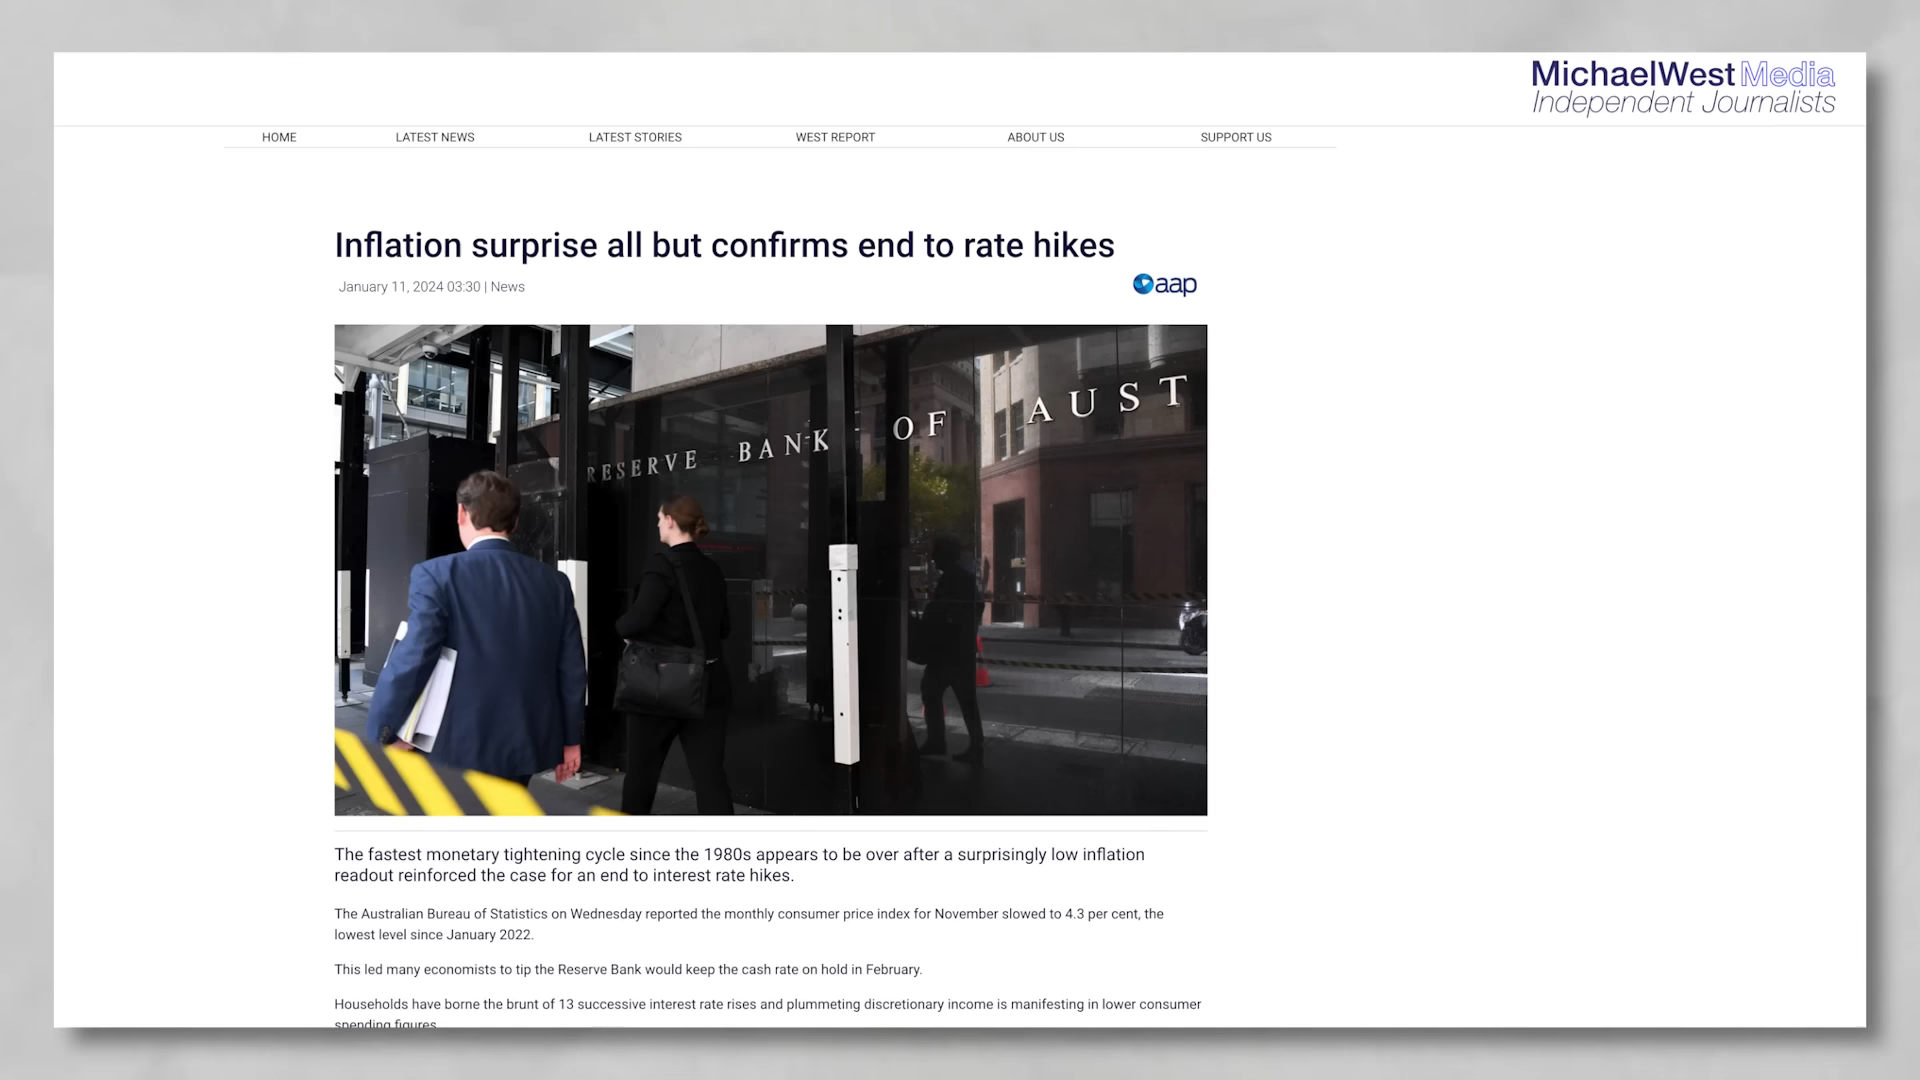 MichaelWest Media
Independent Journalists
HOME LATEST NEWS LATEST STORIES WEST REPORT ABOUT US SUPPORT US
Inflation surprise all but confirms end to rate hikes
January 11, 2024 03:30 | News
aap
RESERVE BANK OF AUST
The fastest monetary tightening cycle since the 1980s appears to be over after a surprisingly low inflation
readout reinforced the case for an end to interest rate hikes.
The Australian Bureau of Statistics on Wednesday reported the monthly consumer price index for November slowed to 4.3 per cent, the
lowest level since January 2022.
This led many economists to tip the Reserve Bank would keep the cash rate on hold in February.
Households have borne the brunt of 13 successive interest rate rises and plummeting discretionary income is manifesting in lower consumer
spending figures.